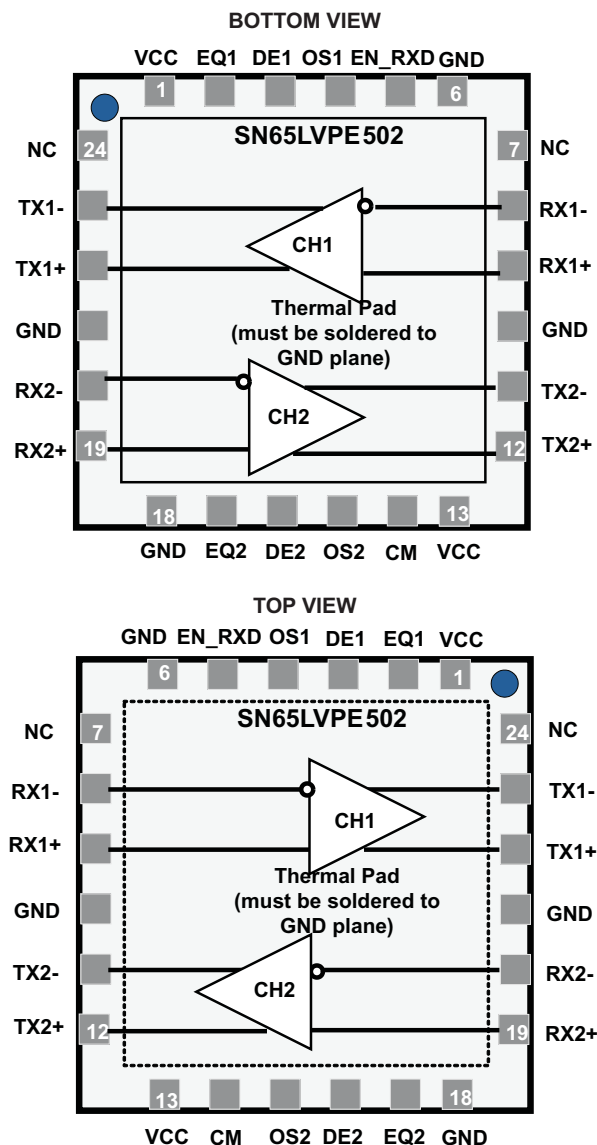 BOTTOM VIEW
VCC EQ1 DE1 OS1 EN_RXD GND
1 6
SN65LVPE502
NC 24 7 NC
TX1- RX1-
CH1
TX1+ RX1+
Thermal Pad
GND (must be soldered to GND
GND plane)
RX2- TX2-
CH2
RX2+ 19 12 TX2+
18 13
GND EQ2 DE2 OS2 CM VCC
TOP VIEW
GND EN_RXD OS1 DE1 EQ1 VCC
6 1
SN65LVPE502
NC 7 24 NC
RX1- TX1-
CH1
RX1+ TX1+
Thermal Pad
(must be soldered to
GND GND
GND plane)
TX2- RX2-
CH2
TX2+ 12 19 RX2+
13 18
VCC CM OS2 DE2 EQ2 GND